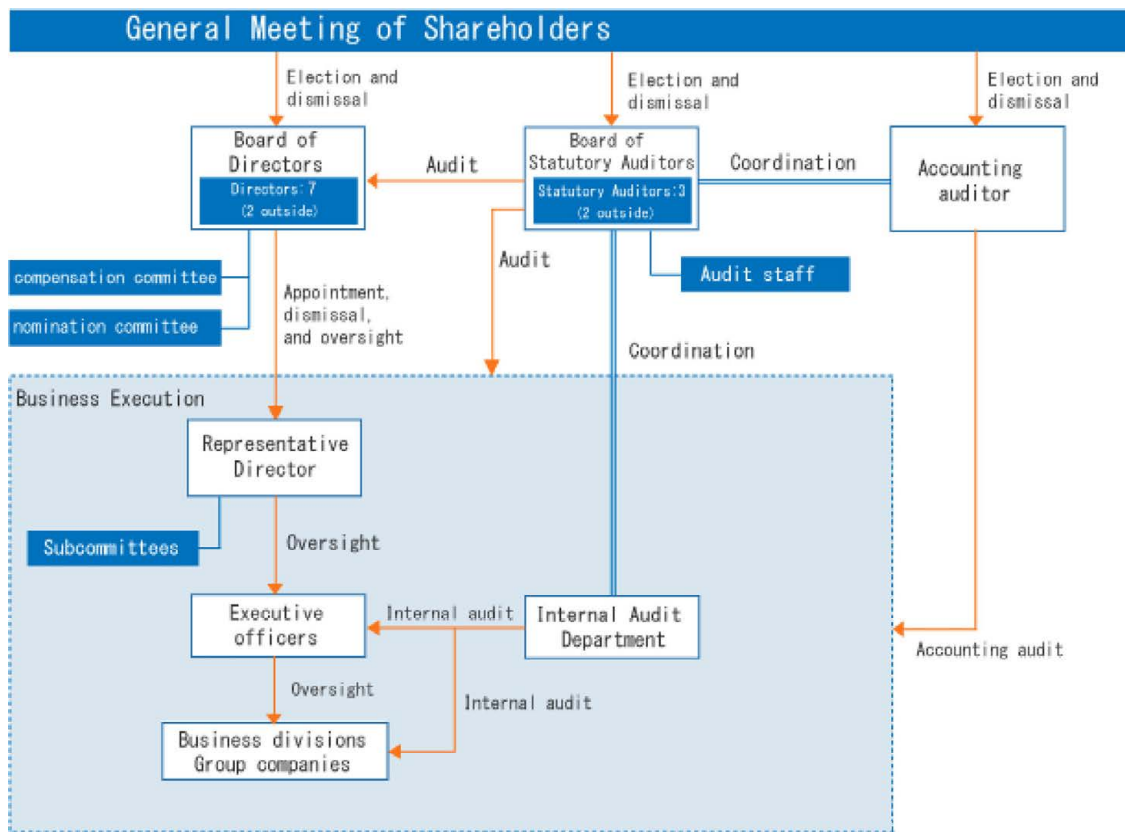 General Meeting of Shareholders
Election and
dismissal
Election and
dismissal
Election and
dismissal
Board of
Directors
Directors:7
(2 outside)
Audit
Board of
Statutory Auditors
Statutory Auditors:3
(2 outside)
Coordination
Accounting
auditor
compensation committee
nomination committee
Appointment,
dismissal,
and oversight
Audit
Audit staff
Coordination
Business Execution
Representative
Director
Subcommittees
Oversight
Executive
officers
Internal audit
Internal Audit
Department
Accounting audit
Oversight
Internal audit
Business divisions
Group companies